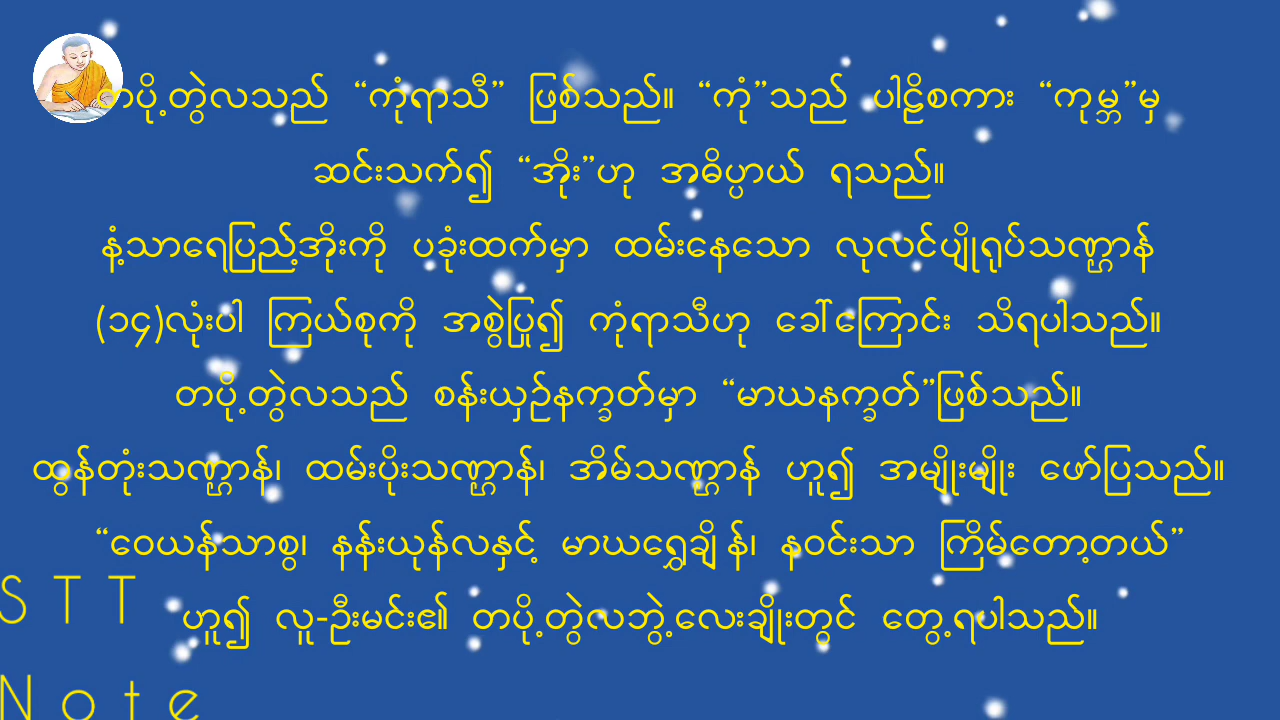 တပို့တွဲလသည် “ကုံရာသီ” ဖြစ်သည်။ “ကုံ”သည် ပါဠိစကား “ကုမ္ဘ”မှ
ဆင်းသက်၍ “အိုး”ဟု အဓိပ္ပာယ် ရသည်။
နံ့သာရေပြည့်အိုးကို ပခုံးထက်မှာ ထမ်းနေသော လုလင်ပျိုရုပ်သဏ္ဌာန်
(၁၄)လုံးပါ ကြယ်စုကို အစွဲပြု၍ ကုံရာသီဟု ခေါ်ကြောင်း သိရပါသည်။
တပို့တွဲလသည် စန်းယှဉ်နက္ခတ်မှာ “မာဃနက္ခတ်”ဖြစ်သည်။
ထွန်တုံးသဏ္ဌာန်၊ ထမ်းပိုးသဏ္ဌာန်၊ အိမ်သဏ္ဌာန် ဟူ၍ အမျိုးမျိုး ဖော်ပြသည်။
“ဝေယန်သာစွ၊ နန်းယုန်လနှင့် မာဃရွှေချိန်၊ နဝင်းသာ ကြိမ့်တော့တယ်”
ဟူ၍ လူ-ဦးမင်း၏ တပို့တွဲလဘွဲ့လေးချိုးတွင် တွေ့ရပါသည်။
STT
Note